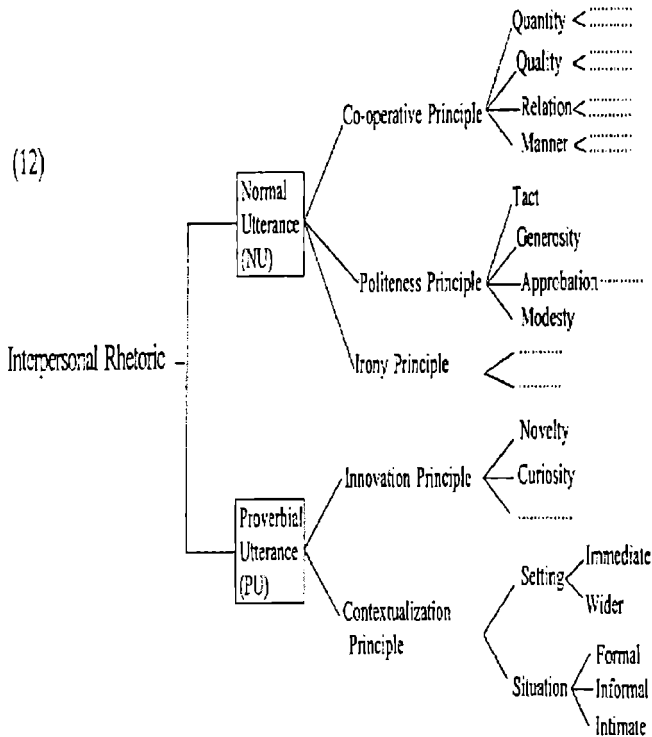 (12)
Interpersonal Rhetoric
Normal
Utterance
(NU)
Co-operative Principle
Quantity
Quality
Relation
Manner
Politeness Principle
Tact
Generosity
Approbation
Modesty
Irony Principle
Proverbial
Utterance
(PU)
Innovation Principle
Novelty
Curiosity
Contextualization
Principle
Setting
Immediate
Wider
Situation
Formal
Informal
Intimate